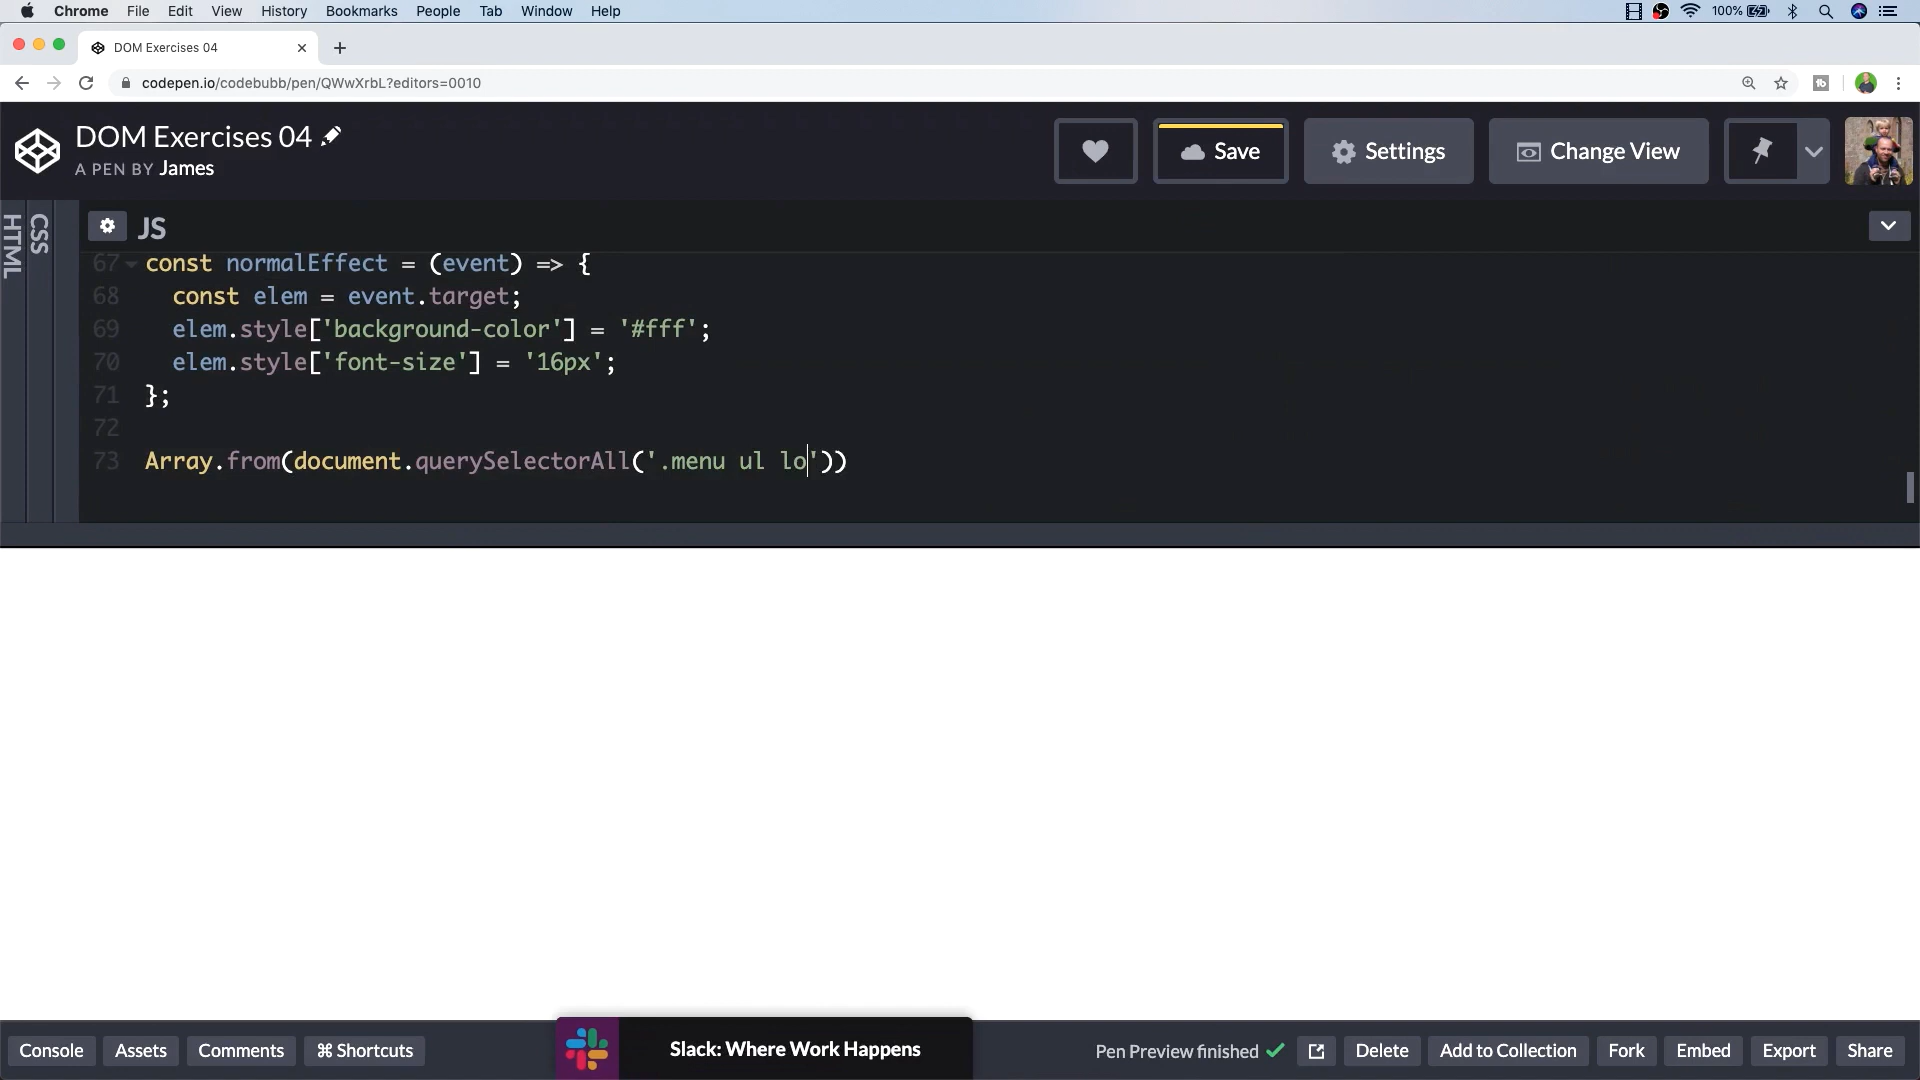 Chrome File Edit View History Bookmarks People Tab Window Help
100%
DOM Exercises 04
codepen.io/codebubb/pen/QWwXrbL?editors=0010
DOM Exercises 04
A PEN BY James
Save
Settings
Change View
HTML
CSS
JS
67 const normalEffect = (event) => {
68 const elem = event.target;
69 elem.style['background-color'] = '#fff';
70 elem.style['font-size'] = '16px';
71 };
72
73 Array.from(document.querySelectorAll('.menu ul lo'))
Console
Assets
Comments
⌘ Shortcuts
Slack: Where Work Happens
Pen Preview finished
Delete
Add to Collection
Fork
Embed
Export
Share